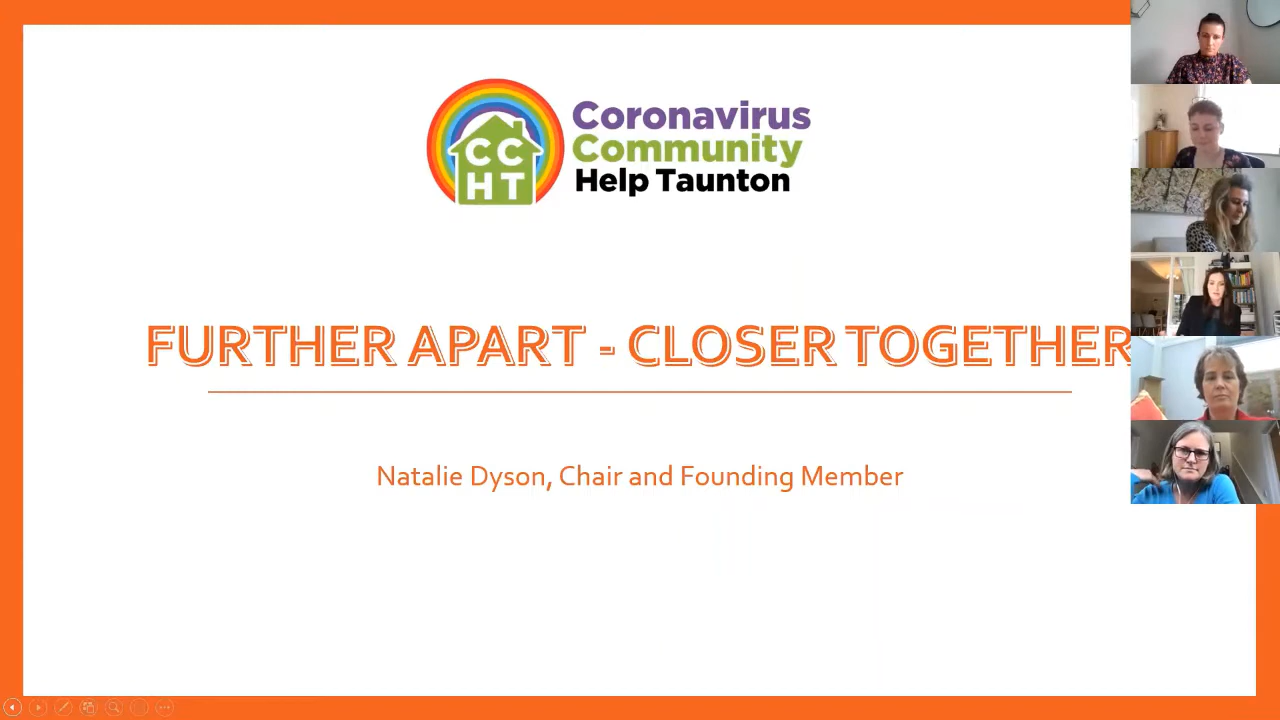 CC
HT
Coronavirus
Community
Help Taunton
FURTHER APART - CLOSER TOGETHER
Natalie Dyson, Chair and Founding Member